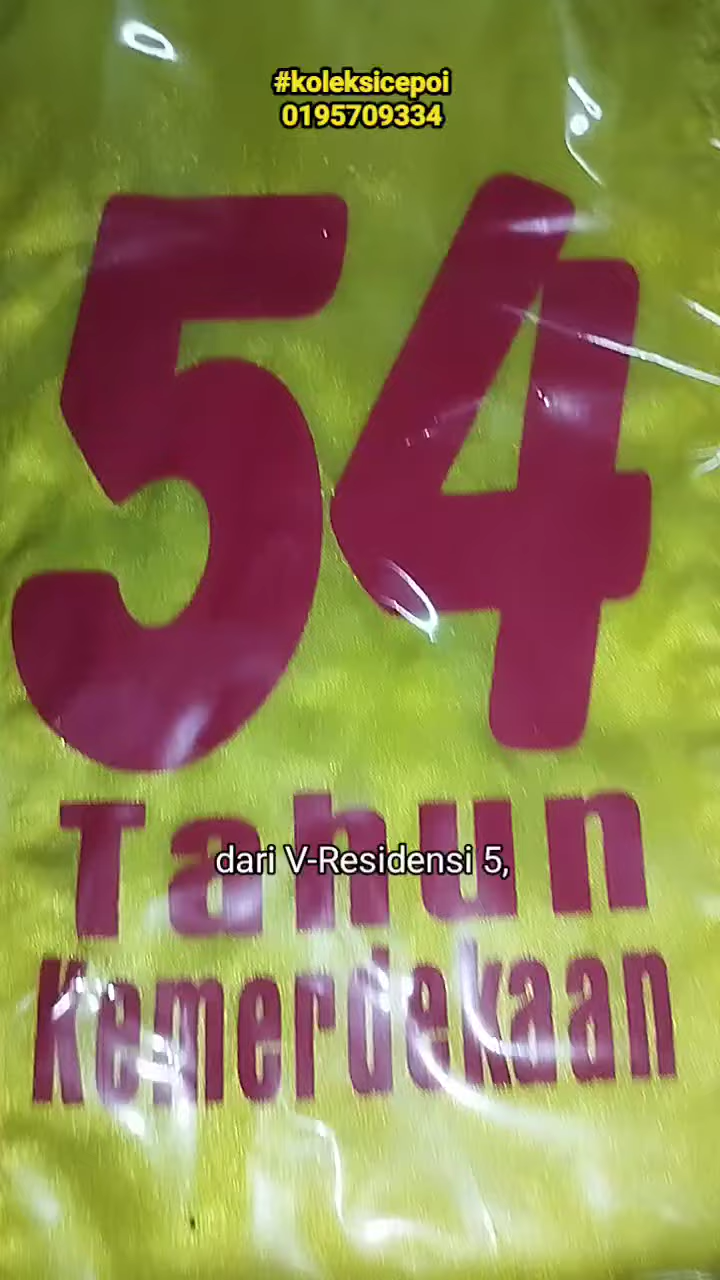 #koleksicepoi
0195709334
54
Tahun
dari V-Residensi 5,
Kemerdekaan